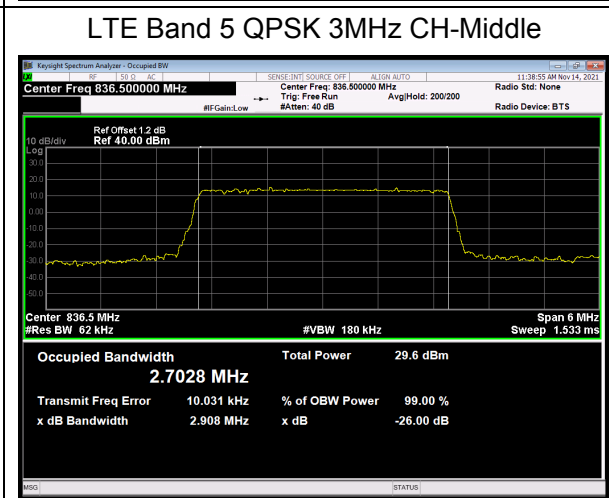 LTE Band 5 QPSK 3MHz CH-Middle
Keysight Spectrum Analyzer - Occupied BW
LXI RF 50 Ω AC SENSE:INT SOURCE OFF ALIGN AUTO 11:38:55 AM Nov 14, 2021
Center Freq 836.500000 MHz Center Freq: 836.500000 MHz Radio Std: None
Trig: Free Run Avg|Hold: 200/200
#IFGain:Low #Atten: 40 dB Radio Device: BTS
Ref Offset 1.2 dB
10 dB/div Ref 40.00 dBm
Log
30.0
20.0
10.0
0.00
-10.0
-20.0
-30.0
-40.0
-50.0
Center 836.5 MHz Span 6 MHz
#Res BW 62 kHz #VBW 180 kHz Sweep 1.533 ms
Occupied Bandwidth Total Power 29.6 dBm
2.7028 MHz
Transmit Freq Error 10.031 kHz % of OBW Power 99.00 %
x dB Bandwidth 2.908 MHz x dB -26.00 dB
MSG STATUS